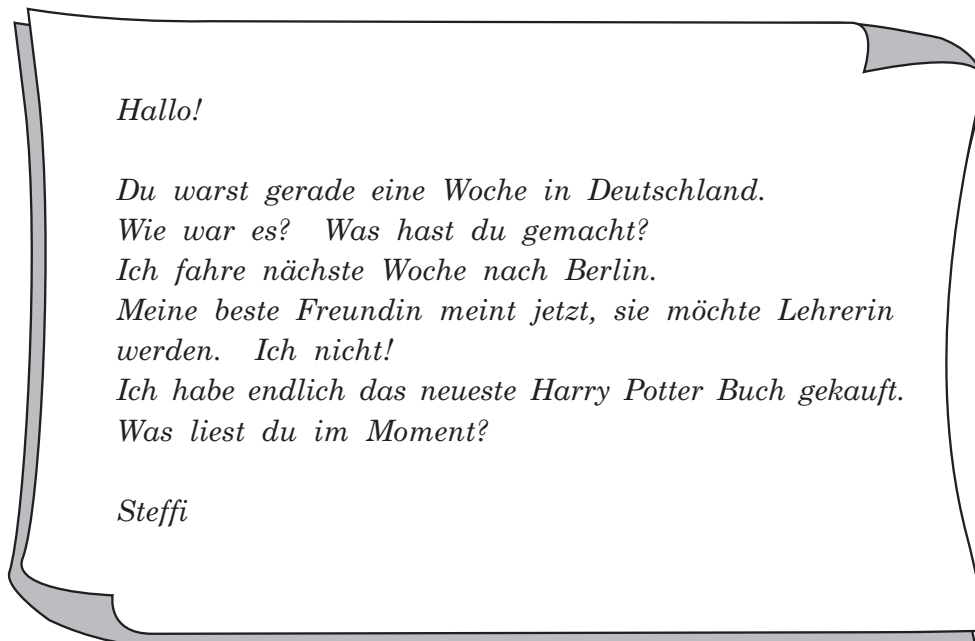 Hallo!
Du warst gerade eine Woche in Deutschland.
Wie war es? Was hast du gemacht?
Ich fahre nächste Woche nach Berlin.
Meine beste Freundin meint jetzt, sie möchte Lehrerin
werden. Ich nicht!
Ich habe endlich das neueste Harry Potter Buch gekauft.
Was liest du im Moment?
Steffi